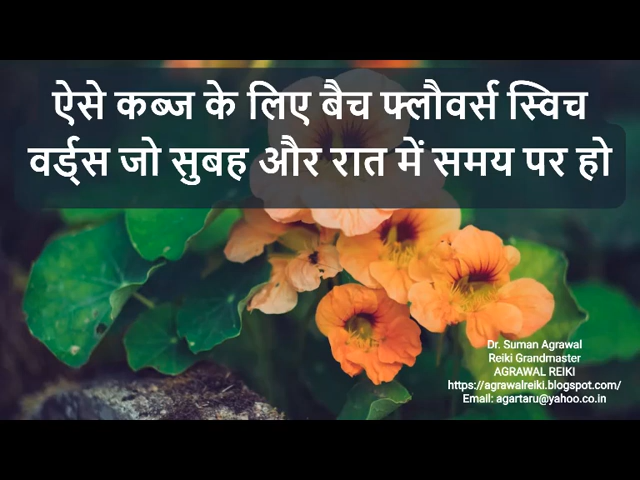 ऐसे कब्ज के लिए बैच फ्लौवर्स स्विच
वर्ड्स जो सुबह और रात में समय पर हो
Dr. Suman Agrawal
Reiki Grandmaster
AGRAWAL REIKI
https://agrawalreiki.blogspot.com/
Email: agartaru@yahoo.co.in